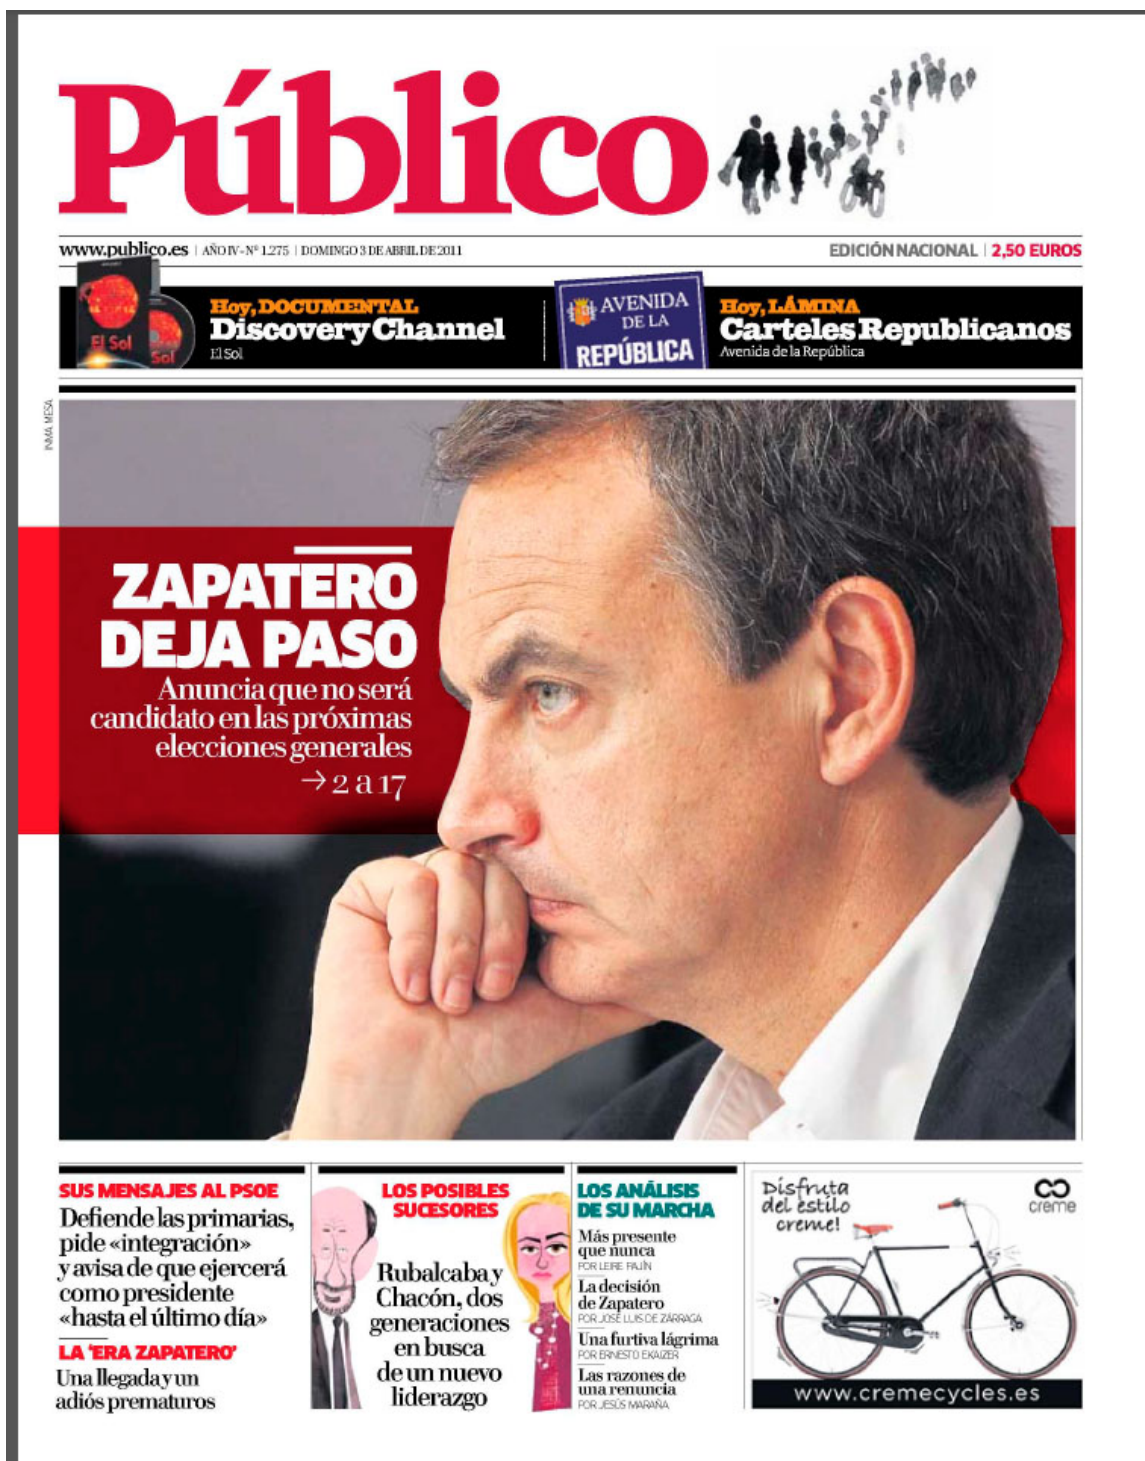 Público
www.publico.es | AÑO IV - Nº 1.275 | DOMINGO 3 DE ABRIL DE 2011
EDICIÓN NACIONAL | 2,50 EUROS
El Sol
Sol
Hoy, DOCUMENTAL
Discovery Channel
El Sol
AVENIDA
DE LA
REPÚBLICA
Hoy, LÁMINA
Carteles Republicanos
Avenida de la República
INMA MESA
ZAPATERO
DEJA PASO
Anuncia que no será
candidato en las próximas
elecciones generales
→ 2 a 17
SUS MENSAJES AL PSOE
Defiende las primarias,
pide «integración»
y avisa de que ejercerá
como presidente
«hasta el último día»
LA ‘ERA ZAPATERO’
Una llegada y un
adiós prematuros
LOS POSIBLES
SUCESORES
Rubalcaba y
Chacón, dos
generaciones
en busca
de un nuevo
liderazgo
LOS ANÁLISIS
DE SU MARCHA
Más presente
que nunca
POR LEIRE PAJÍN
La decisión
de Zapatero
POR JOSÉ LUIS DE ZÁRRAGA
Una furtiva lágrima
POR ERNESTO EKAIZER
Las razones de
una renuncia
POR JESÚS MARAÑA
Disfruta
del estilo
creme!
creme
www.cremecycles.es